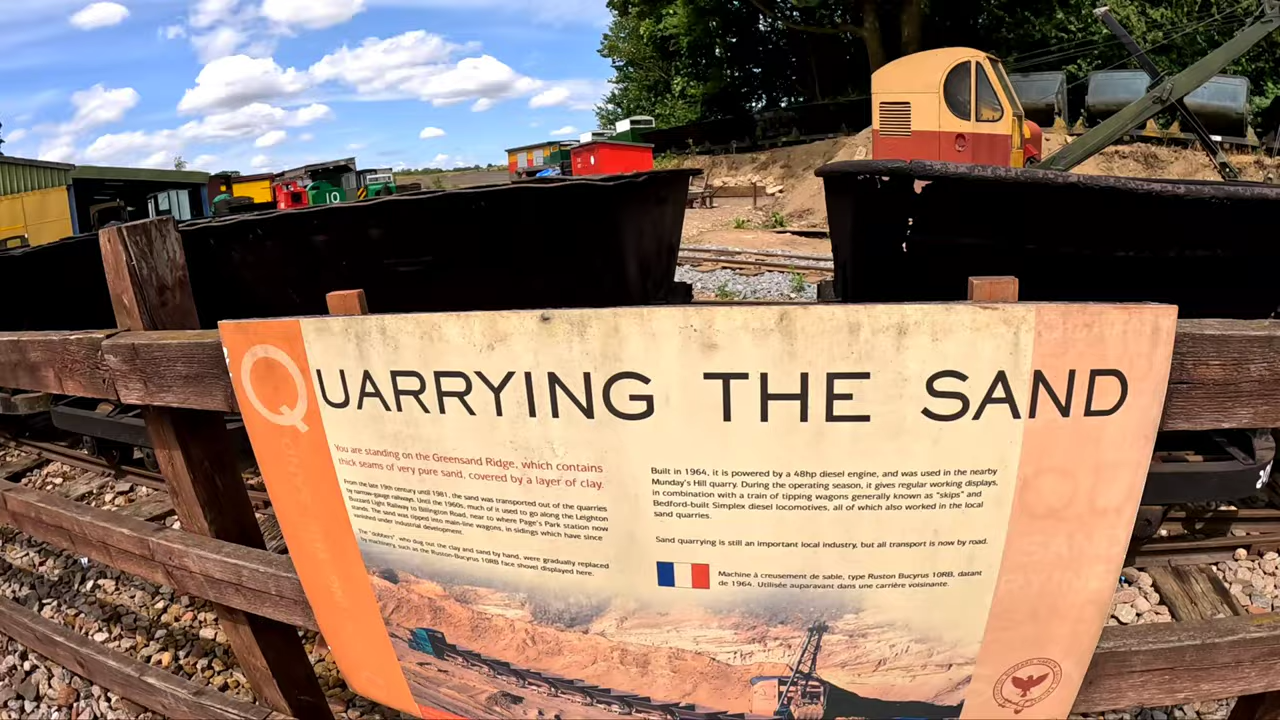 QUARRYING THE SAND
You are standing on the Greensand Ridge, which contains
thick seams of very pure sand, covered by a layer of clay.
From the late 19th century until 1981, the sand was transported out of the quarries
by narrow-gauge railways. Until the 1960s, much of it used to go along the Leighton
Buzzard Light Railway to Billington Road, near to where Page's Park station now
stands. The sand was tipped into main-line wagons, in sidings which have since
vanished under industrial development.
The "dobbers", who dug out the clay and sand by hand, were gradually replaced
by machinery, such as the Ruston-Bucyrus 10RB face shovel displayed here.
Built in 1964, it is powered by a 48hp diesel engine, and was used in the nearby
Munday's Hill quarry. During the operating season, it gives regular working displays,
in combination with a train of tipping wagons generally known as "skips" and
Bedford-built Simplex diesel locomotives, all of which also worked in the local
sand quarries.
Sand quarrying is still an important local industry, but all transport is now by road.
Machine à creusement de sable, type Ruston Bucyrus 10RB, datant
de 1964. Utilisée auparavant dans une carrière voisinante.
10